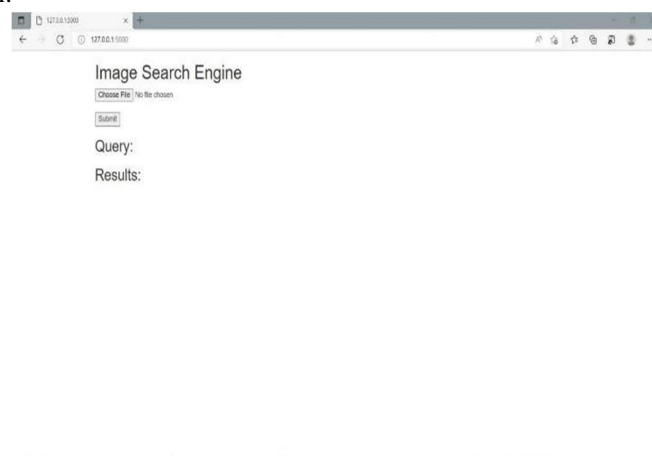 127.0.0.1:5000
127.0.0.1:5000
Image Search Engine
Choose File No file chosen
Submit
Query:
Results: